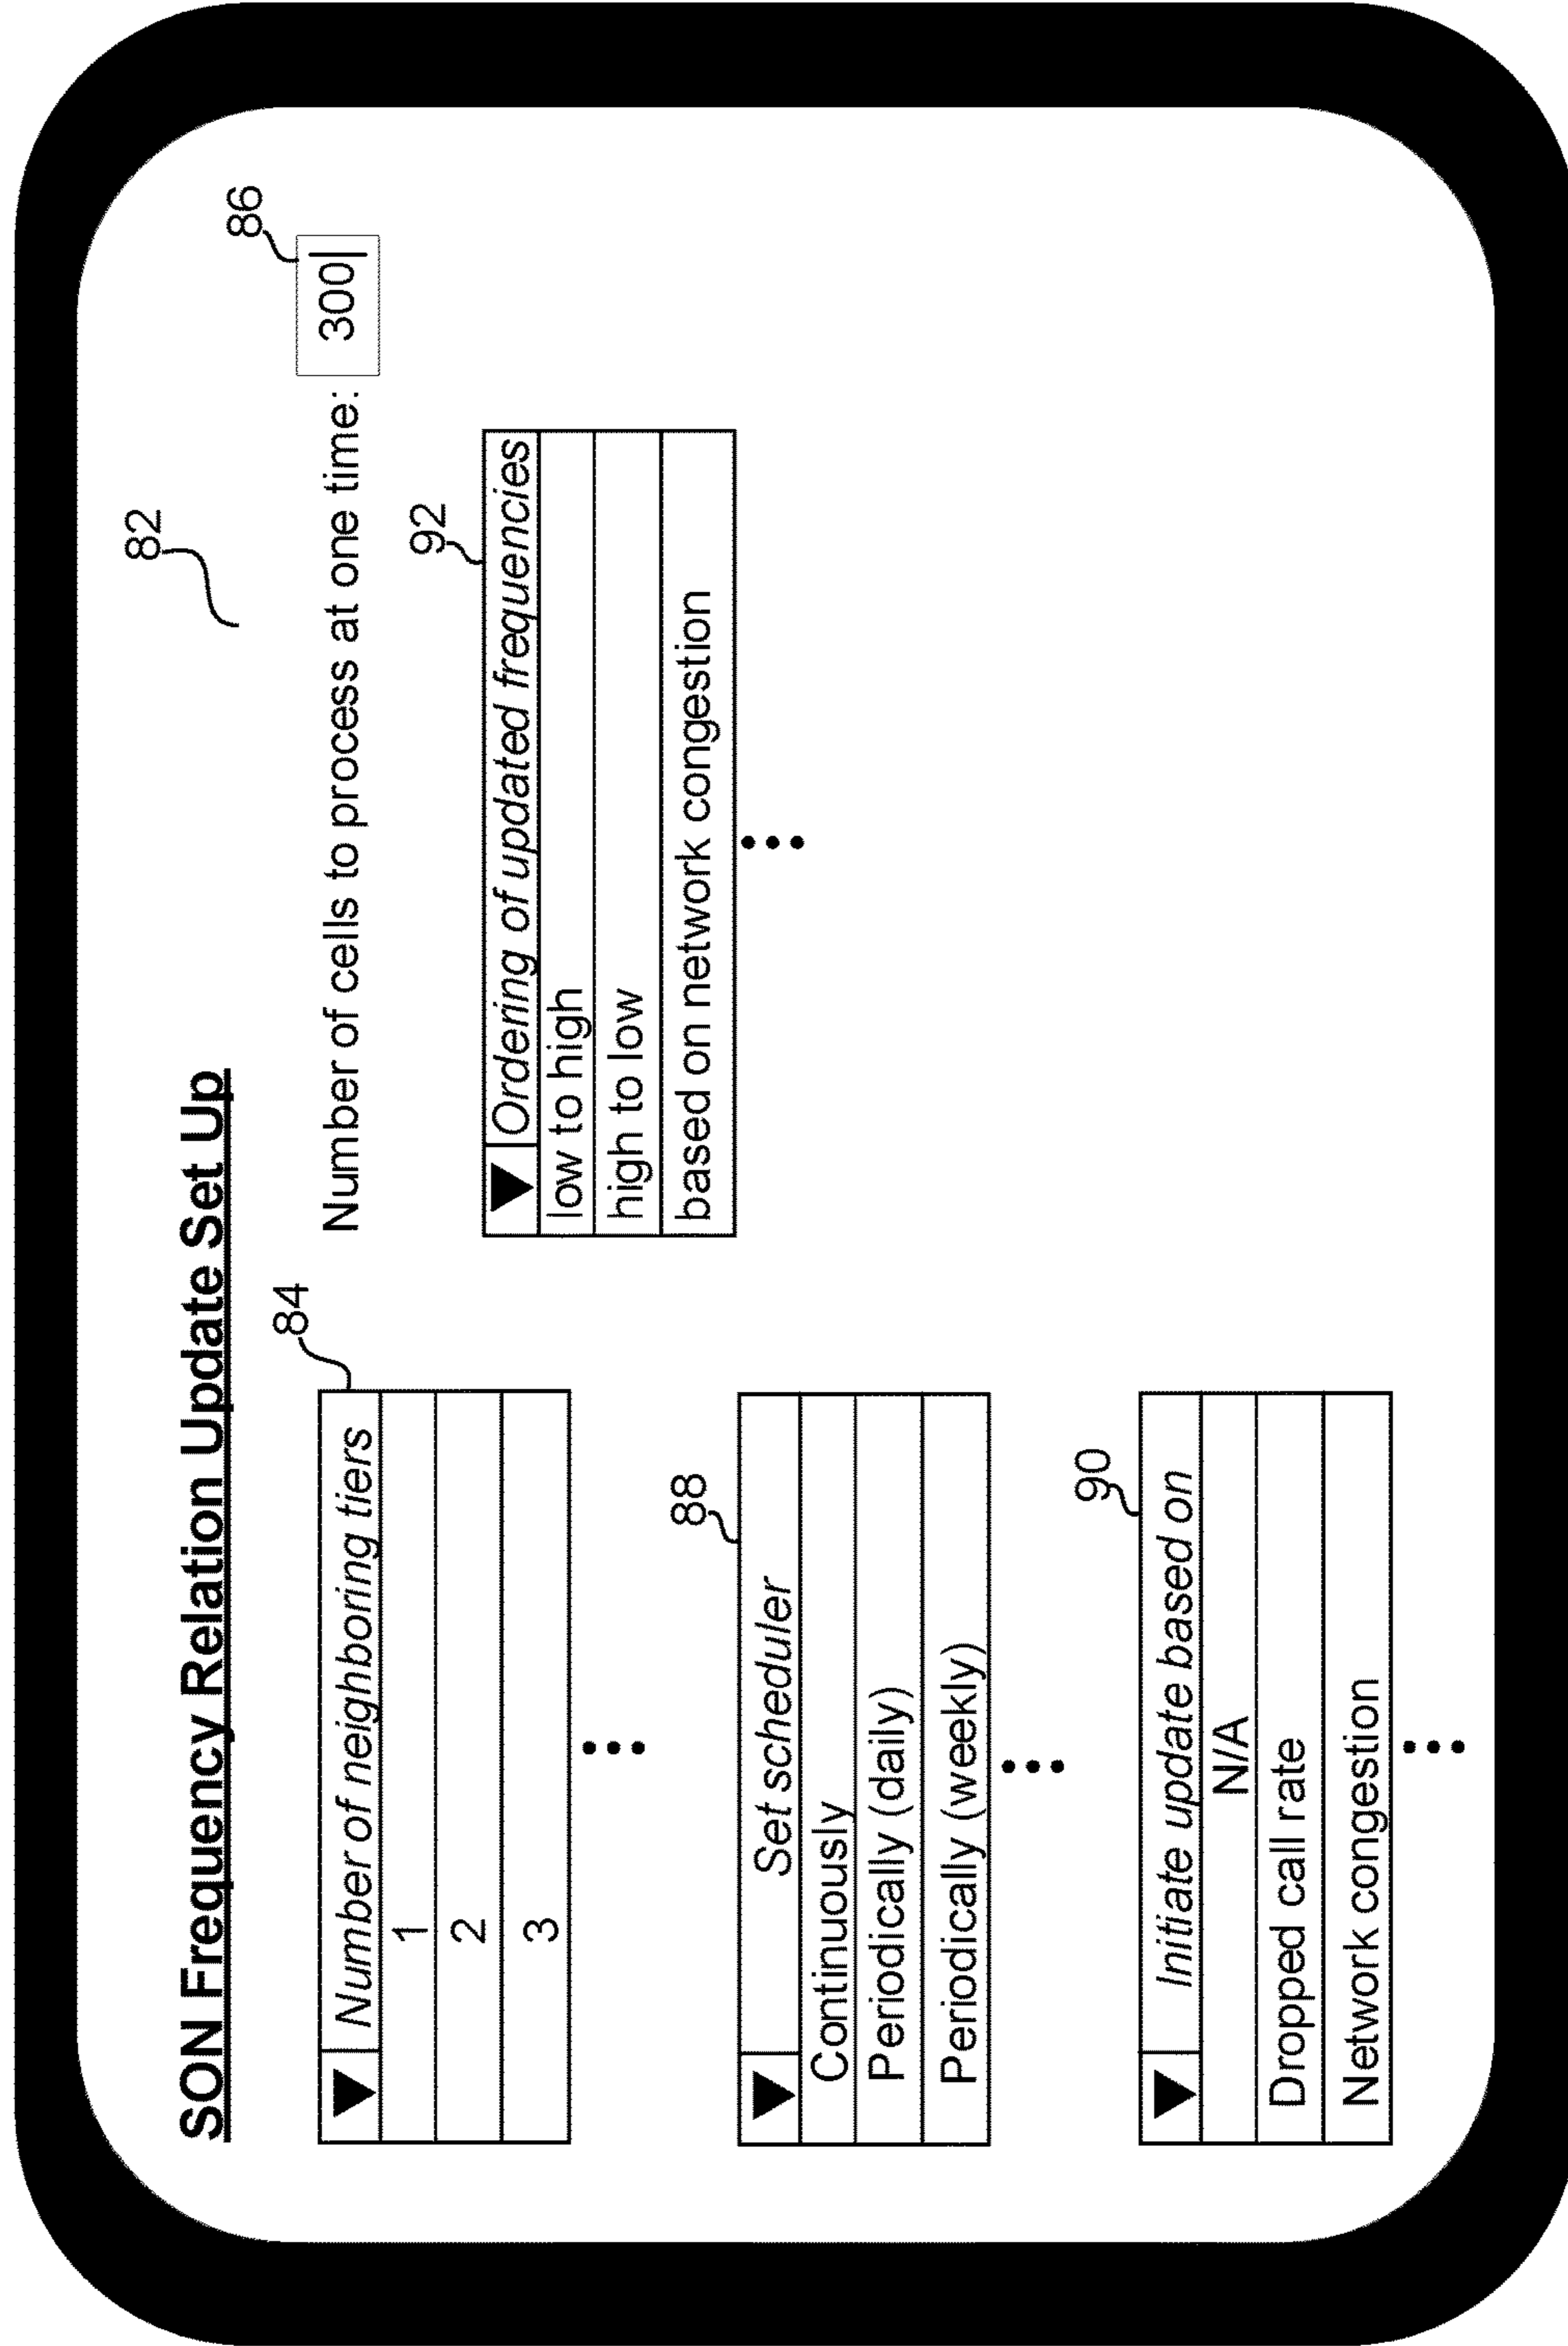 82
SON Frequency Relation Update Set Up
84
86
Number of neighboring tiers
1
2
3
Number of cells to process at one time: 300
88
Set scheduler
Continuously
Periodically (daily)
Periodically (weekly)
92
Ordering of updated frequencies
low to high
high to low
based on network congestion
90
Initiate update based on
N/A
Dropped call rate
Network congestion